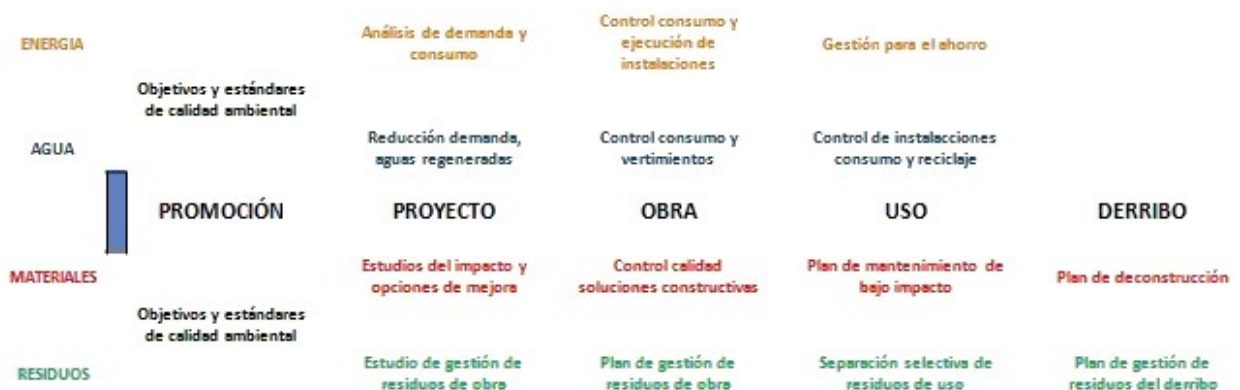 ENERGIA
Análisis de demanda y
consumo
Control consumo y
ejecución de
instalaciones
Gestión para el ahorro
Objetivos y estándares
de calidad ambiental
AGUA
Reducción demanda,
aguas regeneradas
Control consumo y
vertimientos
Control de instalacciones
consumo y reciclaje
PROMOCIÓN
PROYECTO
OBRA
USO
DERRIBO
MATERIALES
Estudios del impacto y
opciones de mejora
Control calidad
soluciones constructivas
Plan de mantenimiento de
bajo impacto
Plan de deconstrucción
Objetivos y estándares
de calidad ambiental
RESIDUOS
Estudio de gestión de
residuos de obra
Plan de gestión de
residuos de obra
Separación selectiva de
residuos de uso
Plan de gestión de
residuos del derribo